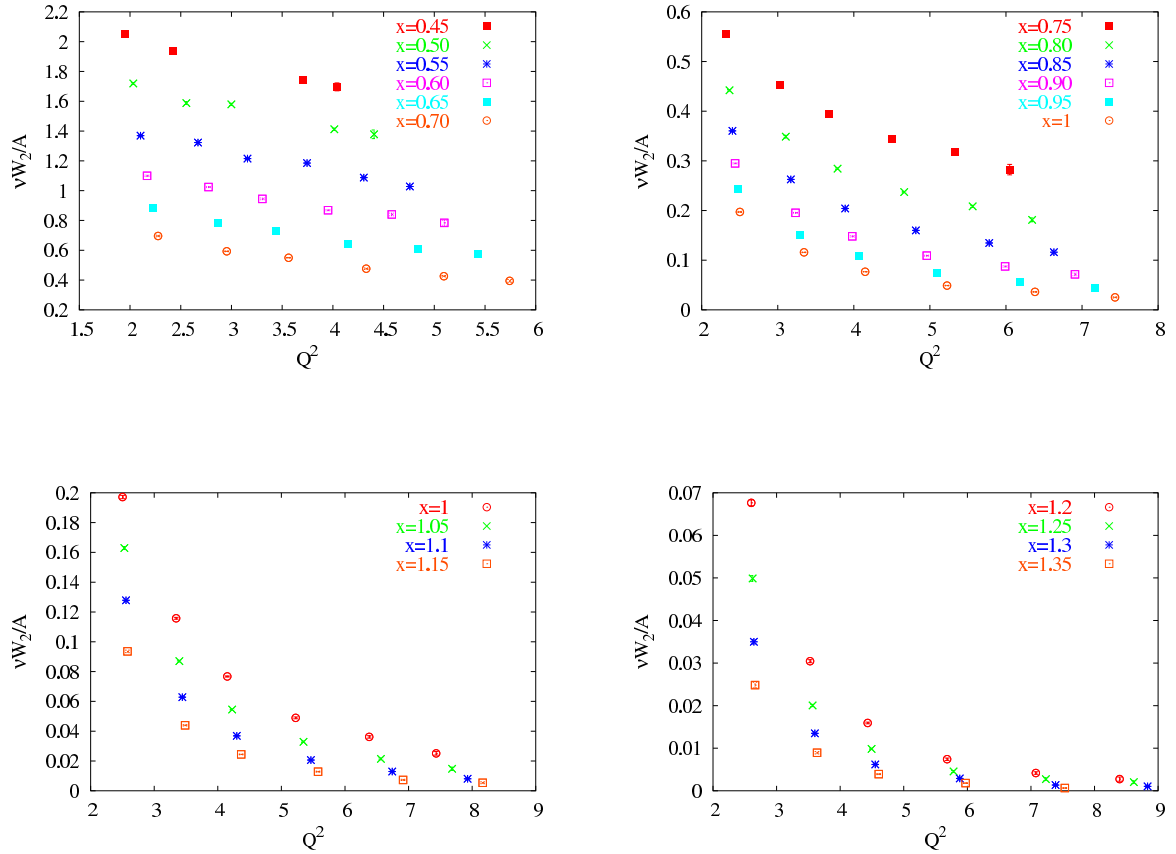 νW2/A
2.2
2
1.8
1.6
1.4
1.2
1
0.8
0.6
0.4
0.2
x=0.45
x=0.50
x=0.55
x=0.60
x=0.65
x=0.70
1.5 2 2.5 3 3.5 4 4.5 5 5.5 6
Q²
νW2/A
0.6
0.5
0.4
0.3
0.2
0.1
0
x=0.75
x=0.80
x=0.85
x=0.90
x=0.95
x=1
2 3 4 5 6 7 8
Q²
νW2/A
0.2
0.18
0.16
0.14
0.12
0.1
0.08
0.06
0.04
0.02
0
x=1
x=1.05
x=1.1
x=1.15
2 3 4 5 6 7 8 9
Q²
νW2/A
0.07
0.06
0.05
0.04
0.03
0.02
0.01
0
x=1.2
x=1.25
x=1.3
x=1.35
2 3 4 5 6 7 8 9
Q²